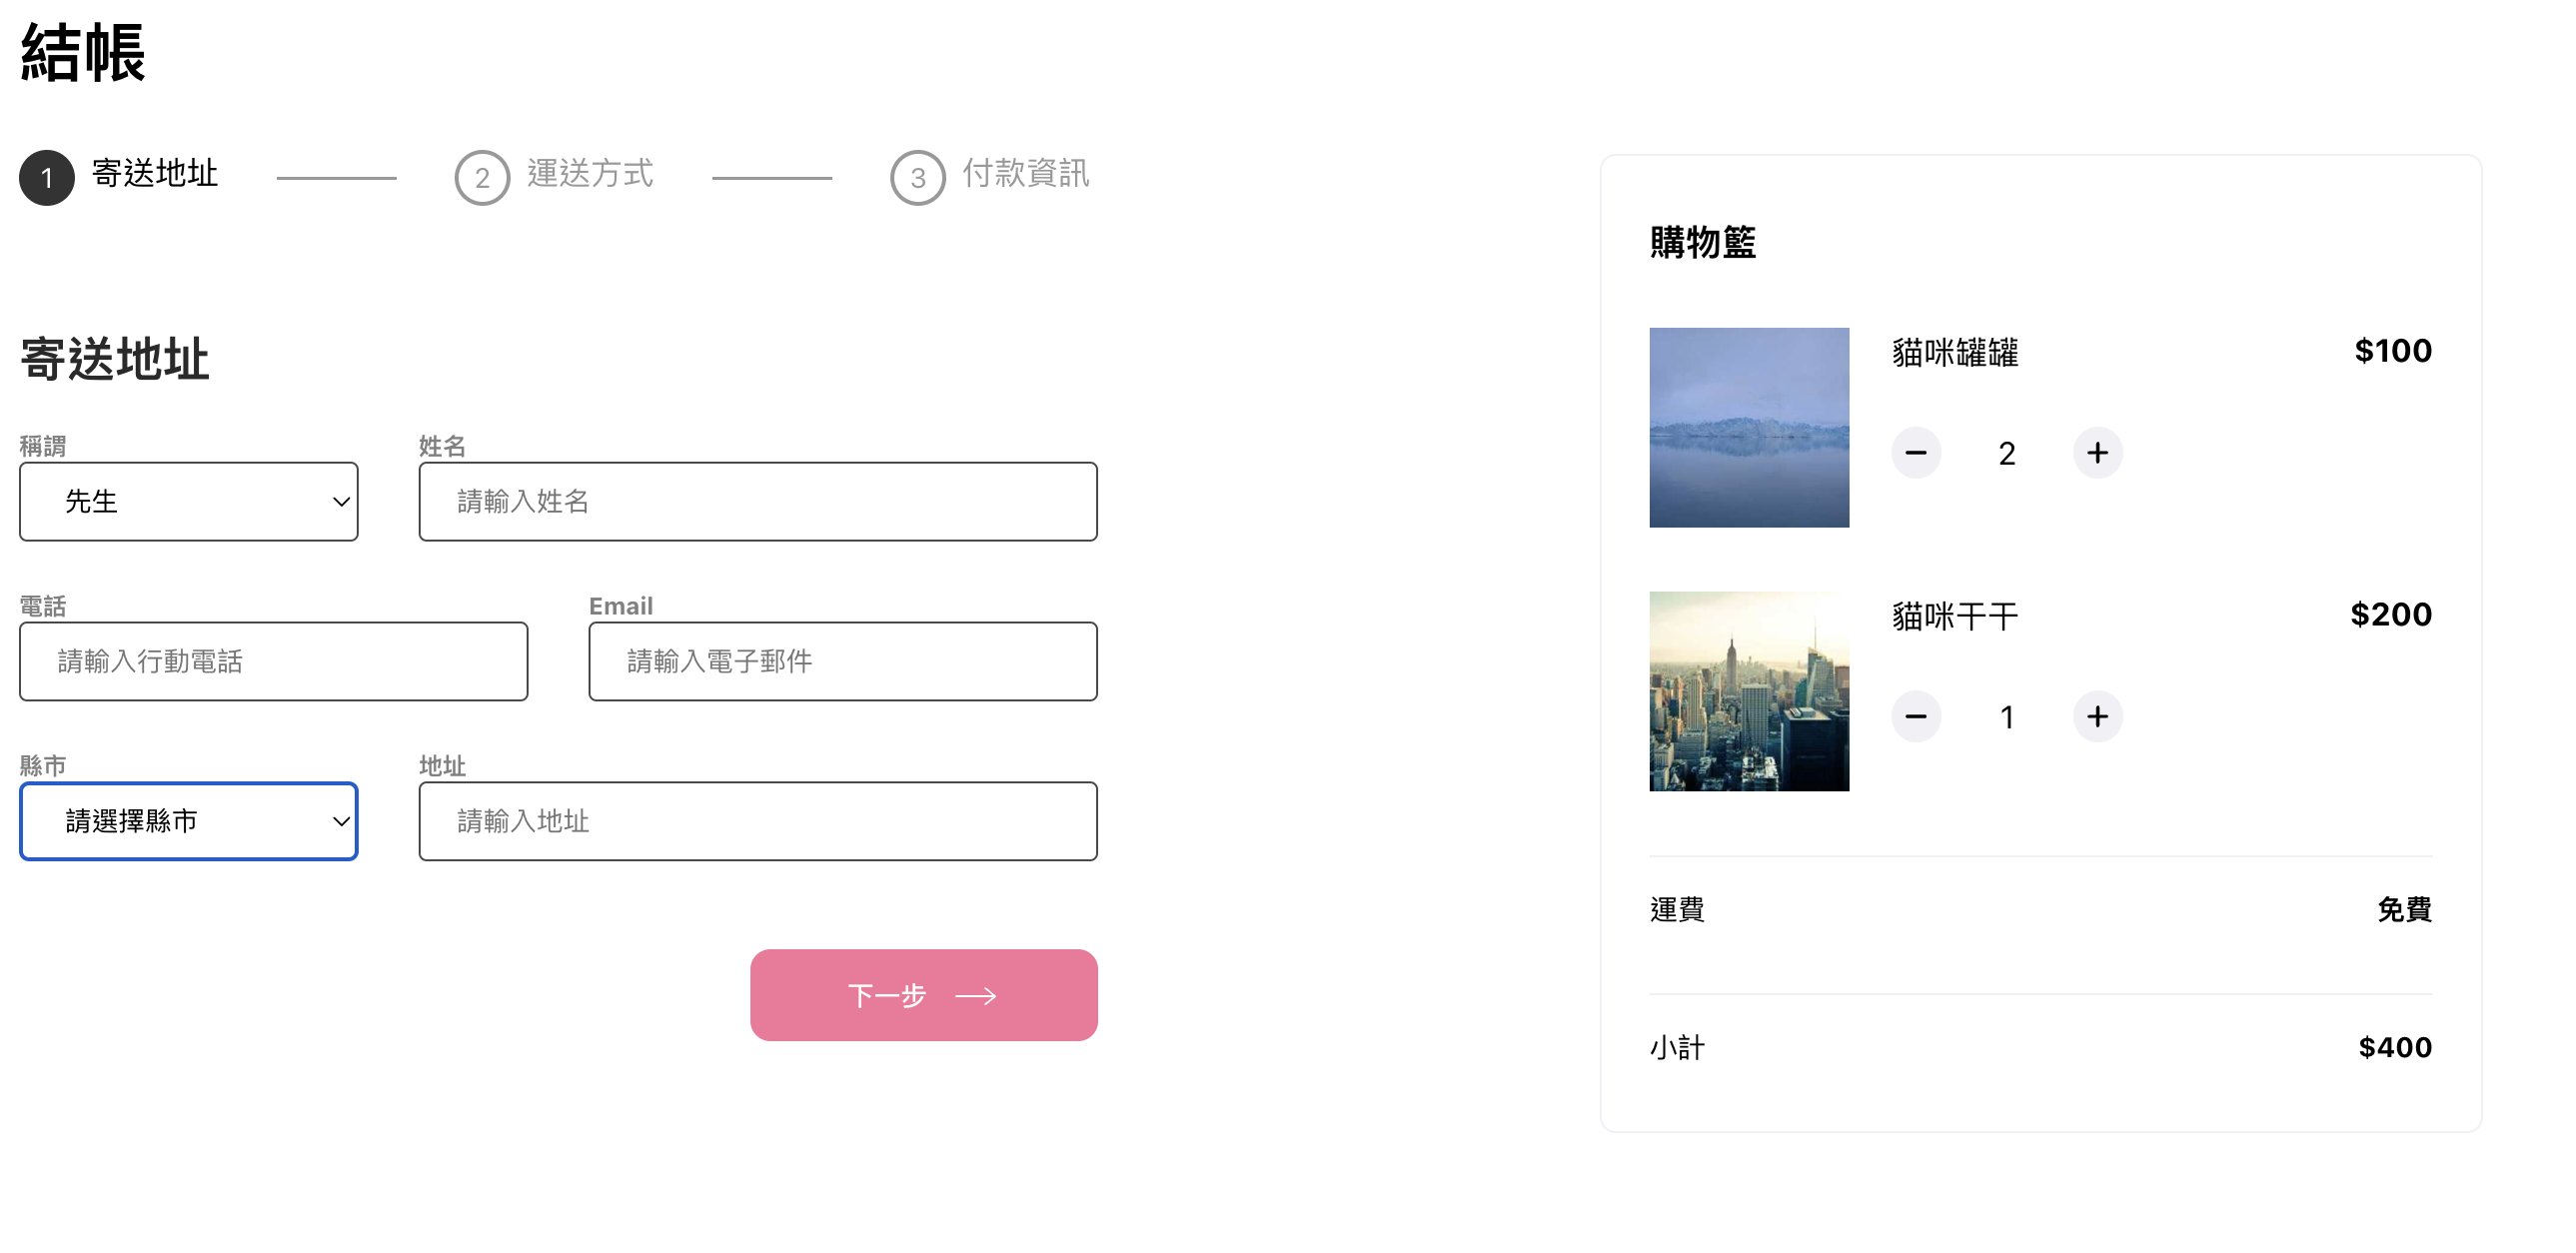 結帳
1 寄送地址 2 運送方式 3 付款資訊
寄送地址
稱謂 姓名
先生 請輸入姓名
電話 Email
請輸入行動電話 請輸入電子郵件
縣市 地址
請選擇縣市 請輸入地址
下一步
購物籃
貓咪罐罐 $100
2
貓咪干干 $200
1
運費 免費
小計 $400